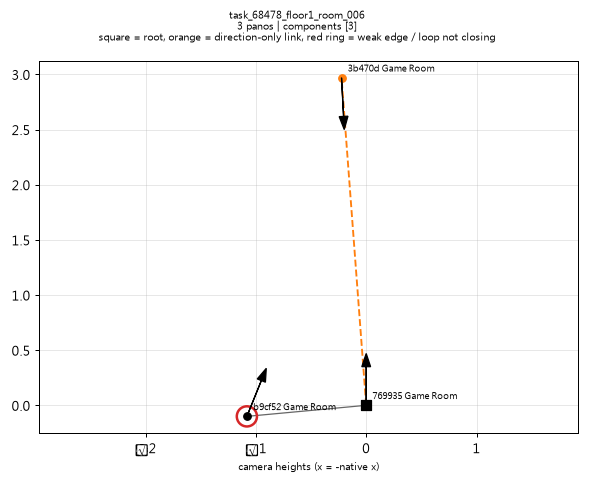 task_68478_floor1_room_006
3 panos | components [3]
square = root, orange = direction-only link, red ring = weak edge / loop not closing
3b470d Game Room
3.0
2.5
2.0
1.5
1.0
0.5
0.0
b9cf52 Game Room
769935 Game Room
2 1 0 1
camera heights (x = -native x)